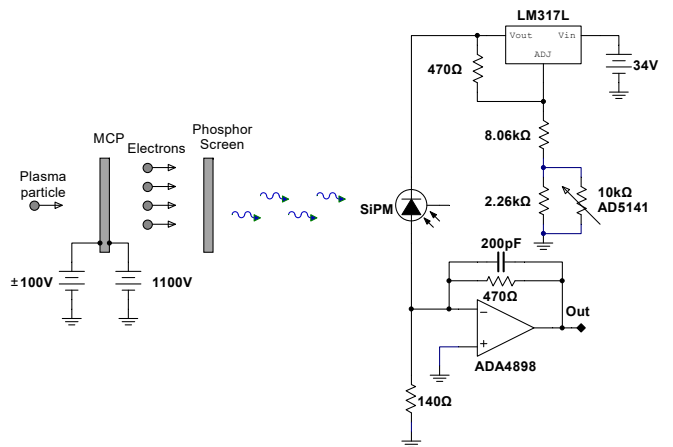 LM317L
Vout Vin
ADJ
470Ω
34V
8.06kΩ
MCP
Electrons
Phosphor
Screen
Plasma
particle
SiPM
2.26kΩ
10kΩ
AD5141
200pF
±100V
1100V
470Ω
Out
−
+
ADA4898
140Ω